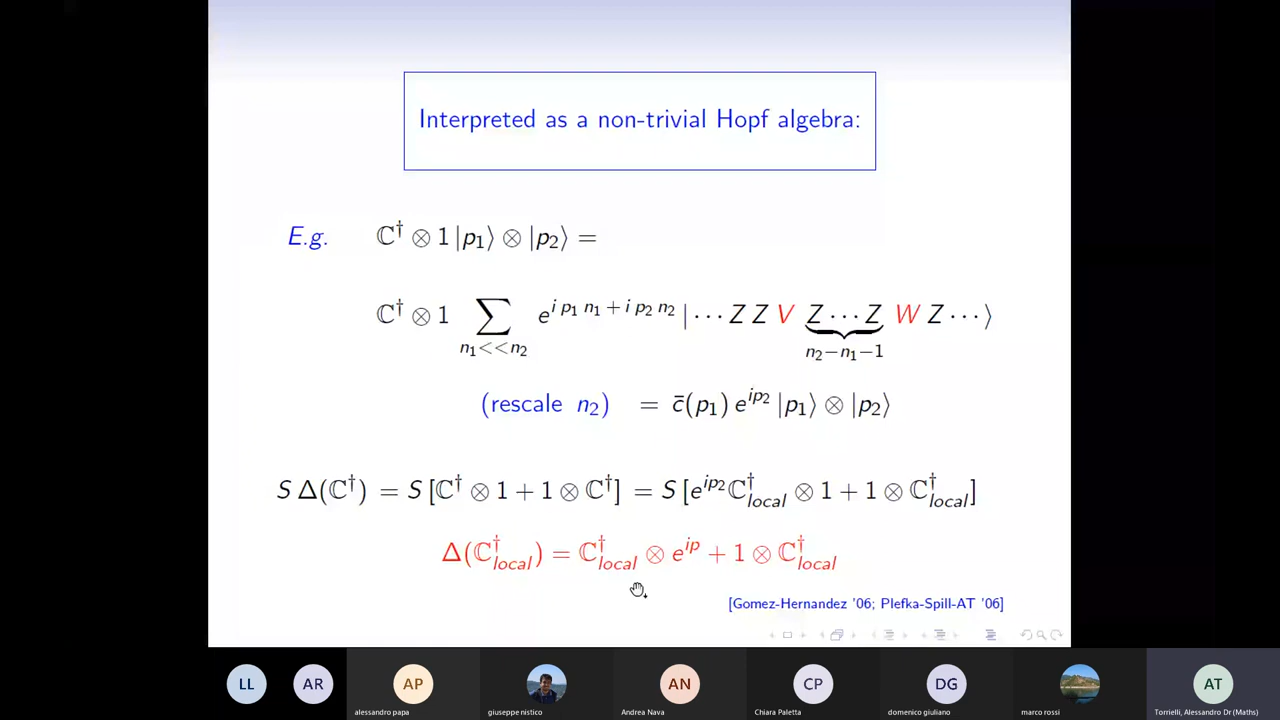 Interpreted as a non-trivial Hopf algebra:
E.g. ℂ† ⊗ 1 |p₁⟩ ⊗ |p₂⟩ =
ℂ† ⊗ 1 ∑_{n₁<<n₂} e^{i p₁ n₁ + i p₂ n₂} |··· Z Z V Z ··· Z W Z ···⟩
n₂−n₁−1
(rescale n₂) = c̄(p₁) e^{ip₂} |p₁⟩ ⊗ |p₂⟩
S Δ(ℂ†) = S [ℂ† ⊗ 1 + 1 ⊗ ℂ†] = S [e^{ip₂} ℂ†_{local} ⊗ 1 + 1 ⊗ ℂ†_{local}]
Δ(ℂ†_{local}) = ℂ†_{local} ⊗ e^{ip} + 1 ⊗ ℂ†_{local}
[Gomez-Hernandez '06; Plefka-Spill-AT '06]
LL AR AP AN CP DG AT
alessandro papa giuseppe nistico Andrea Nava Chiara Paletta domenico giuliano marco rossi Torrielli, Alessandro Dr (Maths)